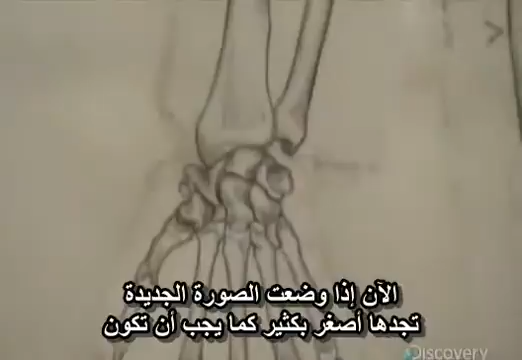 الآن إذا وضعت الصورة الجديدة
تجدها أصغر بكثير كما يجب أن تكون
Discovery